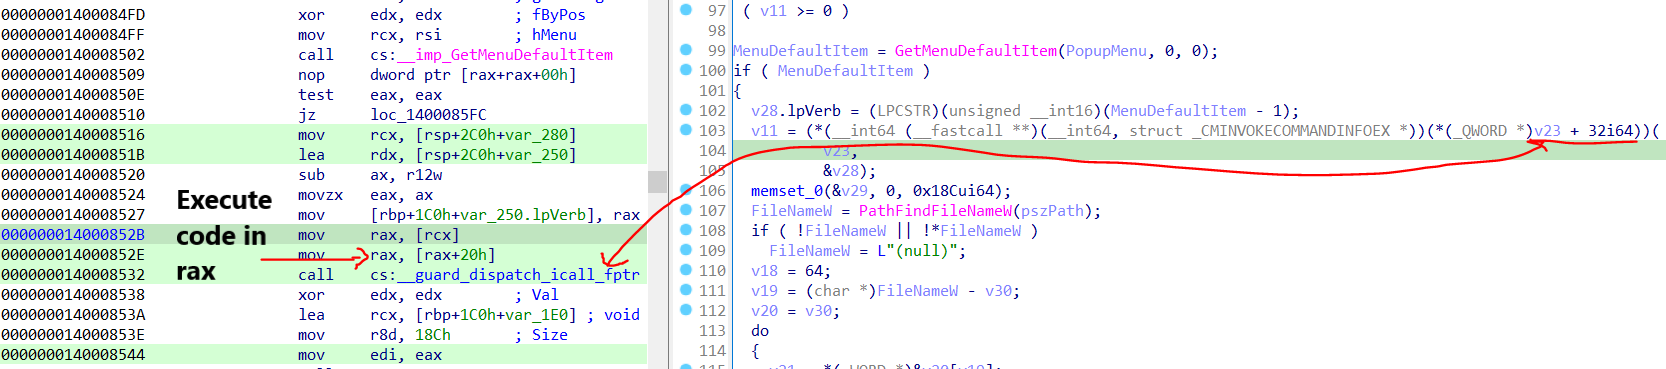 00000001400084FD xor edx, edx ; fByPos
00000001400084FF mov rcx, rsi ; hMenu
0000000140008502 call cs:__imp_GetMenuDefaultItem
0000000140008509 nop dword ptr [rax+rax+00h]
000000014000850E test eax, eax
0000000140008510 jz loc_1400085FC
0000000140008516 mov rcx, [rsp+2C0h+var_280]
000000014000851B lea rdx, [rsp+2C0h+var_250]
0000000140008520 sub ax, r12w
0000000140008524 movzx eax, ax
0000000140008527 mov [rbp+1C0h+var_250.lpVerb], rax
000000014000852B mov rax, [rcx]
000000014000852E mov rax, [rax+20h]
0000000140008532 call cs:__guard_dispatch_icall_fptr
0000000140008538 xor edx, edx ; Val
000000014000853A lea rcx, [rbp+1C0h+var_1E0] ; void
000000014000853E mov r8d, 18Ch ; Size
0000000140008544 mov edi, eax
Execute
code in
rax
97 ( v11 >= 0 )
98
99 MenuDefaultItem = GetMenuDefaultItem(PopupMenu, 0, 0);
100 if ( MenuDefaultItem )
101 {
102 v28.lpVerb = (LPCSTR)(unsigned __int16)(MenuDefaultItem - 1);
103 v11 = (*(__int64 (__fastcall **)(__int64, struct _CMINVOKECOMMANDINFOEX *))(*(_QWORD *)v23 + 32i64))(
104 v23,
105 &v28);
106 memset_0(&v29, 0, 0x18Cui64);
107 FileNameW = PathFindFileNameW(pszPath);
108 if ( !FileNameW || !*FileNameW )
109 FileNameW = L"(null)";
110 v18 = 64;
111 v19 = (char *)FileNameW - v30;
112 v20 = v30;
113 do
114 {